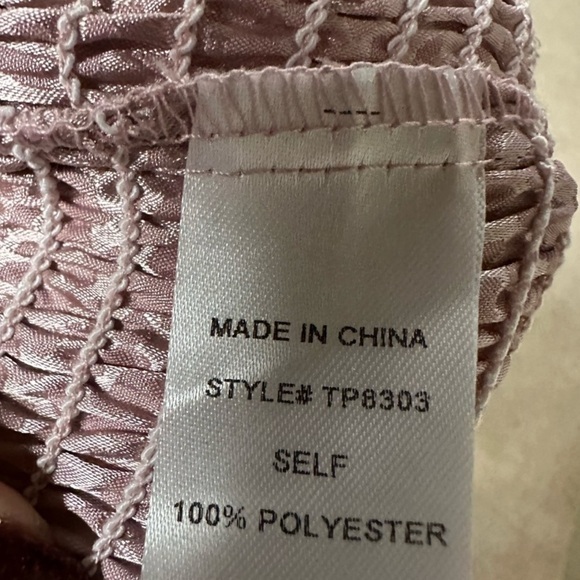 MADE IN CHINA
STYLE# TP8303
SELF
100% POLYESTER